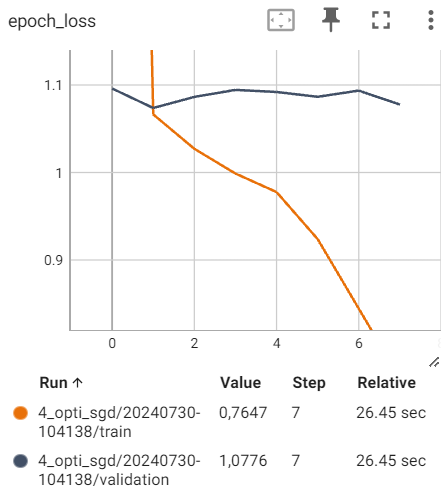 epoch_loss
1.1
1
0.9
0 2 4 6
Run ↑ Value Step Relative
4_opti_sgd/20240730- 0,7647 7 26.45 sec
104138/train
4_opti_sgd/20240730- 1,0776 7 26.45 sec
104138/validation